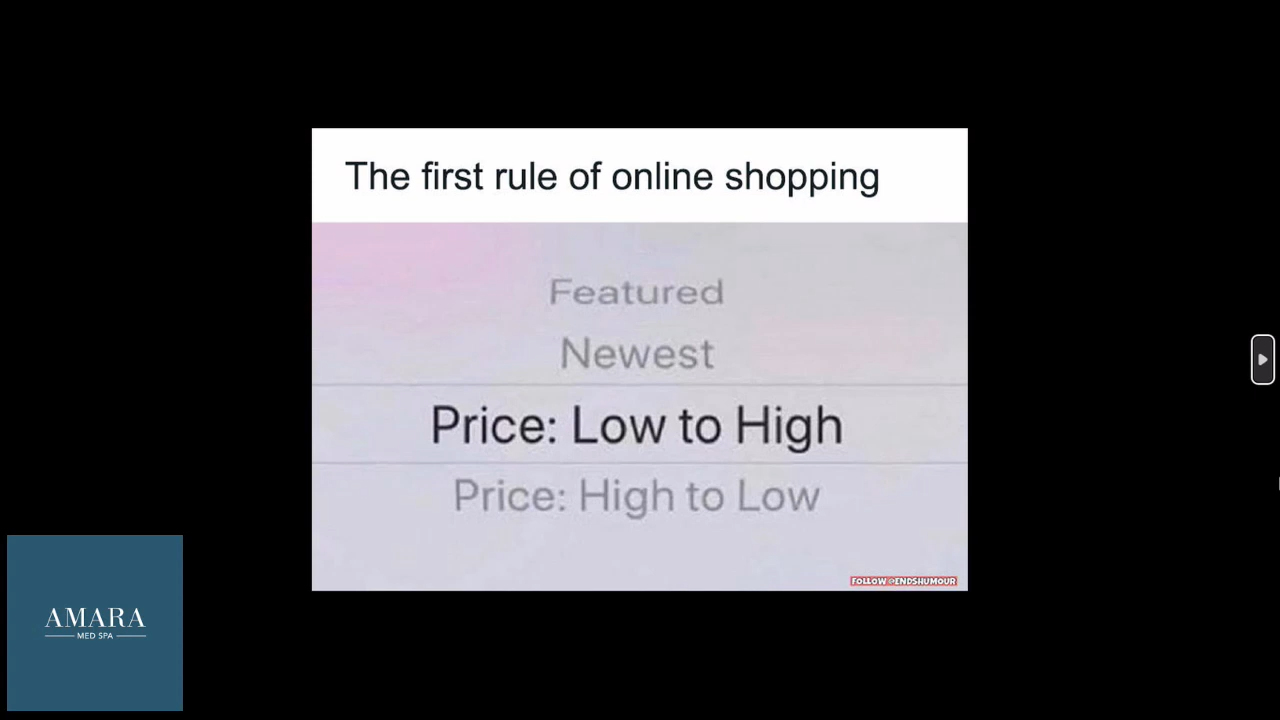 The first rule of online shopping
Featured
Newest
Price: Low to High
Price: High to Low
FOLLOW @ENDSHUMOUR
AMARA
MED SPA